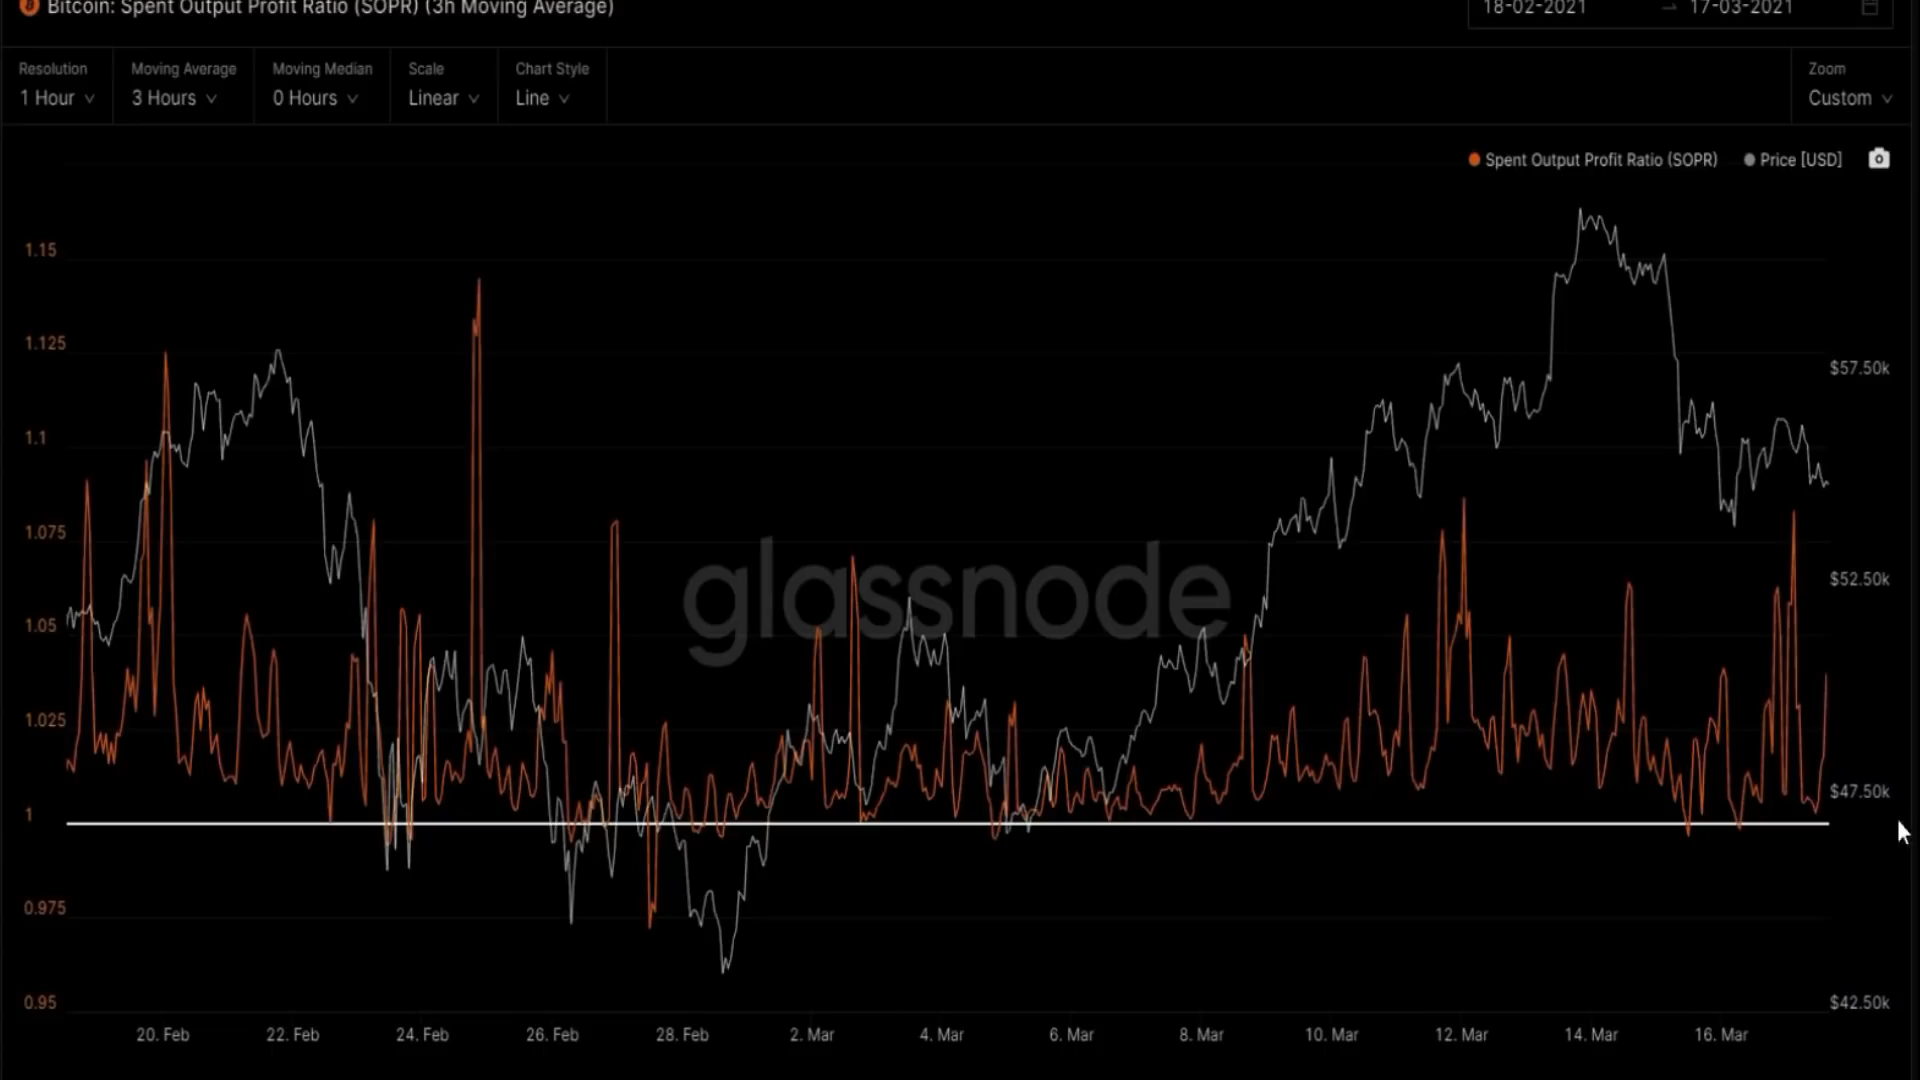 Bitcoin: Spent Output Profit Ratio (SOPR) (3h Moving Average)
18-02-2021 → 17-03-2021
Resolution Moving Average Moving Median Scale Chart Style Zoom
1 Hour 3 Hours 0 Hours Linear Line Custom
Spent Output Profit Ratio (SOPR) Price [USD]
1.15
1.125
$57.50k
1.1
1.075
$52.50k
glassnode
1.05
1.025
$47.50k
1
0.975
0.95
$42.50k
20. Feb 22. Feb 24. Feb 26. Feb 28. Feb 2. Mar 4. Mar 6. Mar 8. Mar 10. Mar 12. Mar 14. Mar 16. Mar